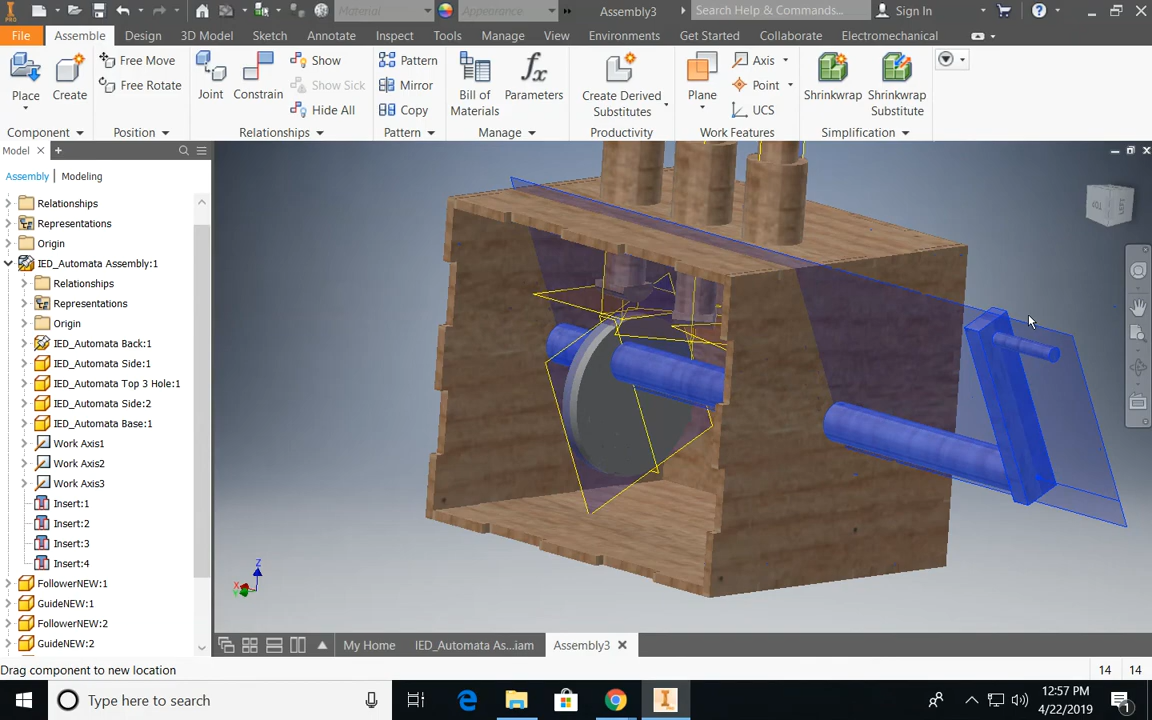 PRO Material Appearance Assembly3 Search Help & Commands... Sign In
File Assemble Design 3D Model Sketch Annotate Inspect Tools Manage View Environments Get Started Collaborate Electromechanical
Place Create Free Move Free Rotate Joint Constrain Show Show Sick Hide All Pattern Mirror Copy Bill of Materials fx Parameters Create Derived Substitutes Plane Axis Point UCS Shrinkwrap Shrinkwrap Substitute
Component Position Relationships Pattern Manage Productivity Work Features Simplification
Model
Assembly Modeling
Relationships
Representations
Origin
IED_Automata Assembly:1
Relationships
Representations
Origin
IED_Automata Back:1
IED_Automata Side:1
IED_Automata Top 3 Hole:1
IED_Automata Side:2
IED_Automata Base:1
Work Axis1
Work Axis2
Work Axis3
Insert:1
Insert:2
Insert:3
Insert:4
FollowerNEW:1
GuideNEW:1
FollowerNEW:2
GuideNEW:2
LEFT
Z
X
Y
My Home IED_Automata As...iam Assembly3
Drag component to new location 14 14
Type here to search 12:57 PM
4/22/2019
1